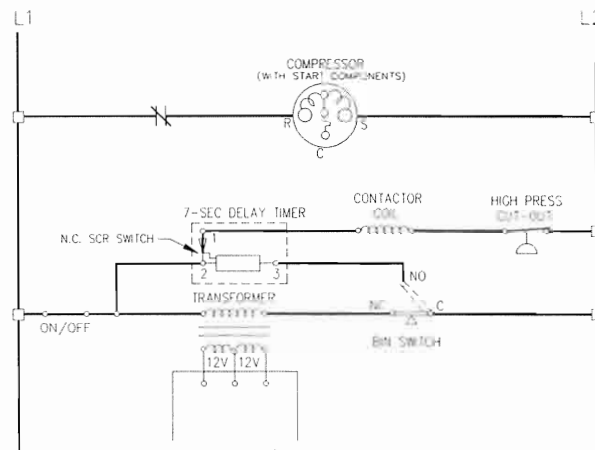 L1
L2
COMPRESSOR
(WITH START COMPONENTS)
R
S
C
CONTACTOR
COIL
HIGH PRESS
CUT-OUT
7-SEC DELAY TIMER
N.C. SCR SWITCH
1
2
3
NO
TRANSFORMER
NC
C
ON/OFF
BIN SWITCH
12V
12V